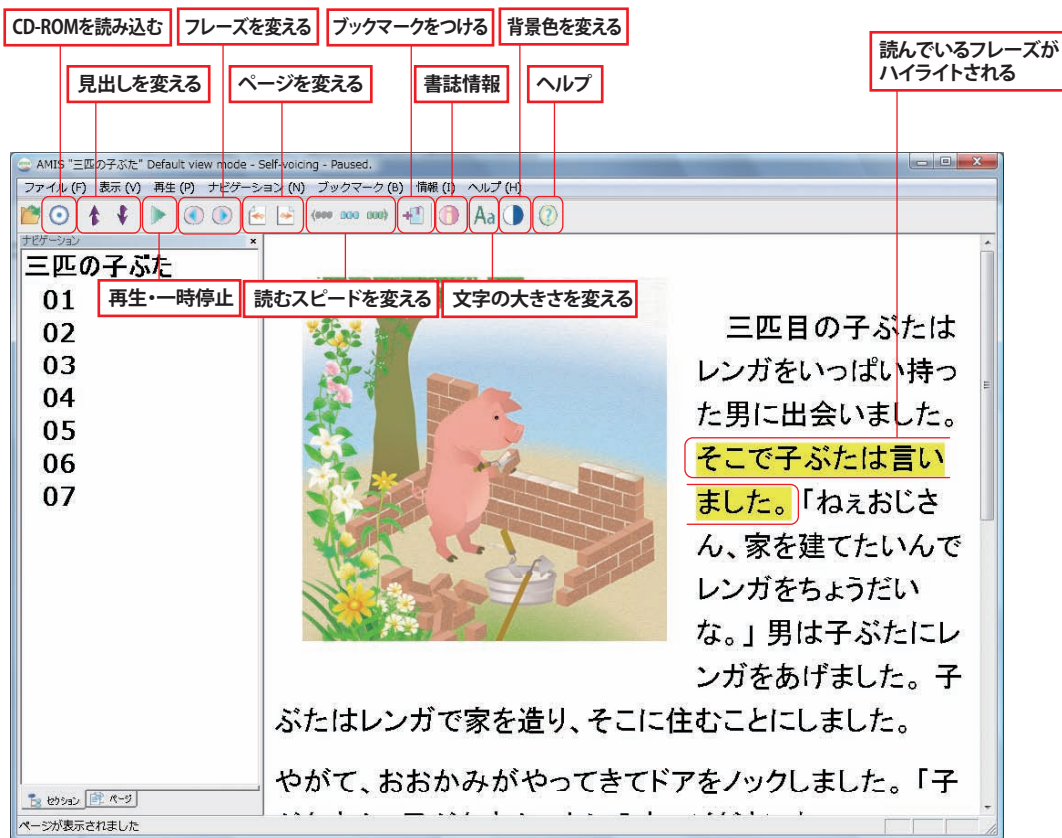 CD-ROMを読み込む
フレーズを変える
ブックマークをつける
背景色を変える
読んでいるフレーズが
ハイライトされる
見出しを変える
ページを変える
書誌情報
ヘルプ
AMIS "三匹の子ぶた" Default view mode - Self-voicing - Paused.
ファイル (F) 表示 (V) 再生 (P) ナビゲーション (N) ブックマーク (B) 情報 (I) ヘルプ (H)
Aa
ナビゲーション
三匹の子ぶた
01
02
03
04
05
06
07
再生・一時停止
読むスピードを変える
文字の大きさを変える
三匹目の子ぶたは
レンガをいっぱい持っ
た男に出会いました。
そこで子ぶたは言い
ました。「ねぇおじさ
ん、家を建てたいんで
レンガをちょうだい
な。」男は子ぶたにレ
ンガをあげました。子
ぶたはレンガで家を造り、そこに住むことにしました。
やがて、おおかみがやってきてドアをノックしました。「子
セクション ページ
ページが表示されました